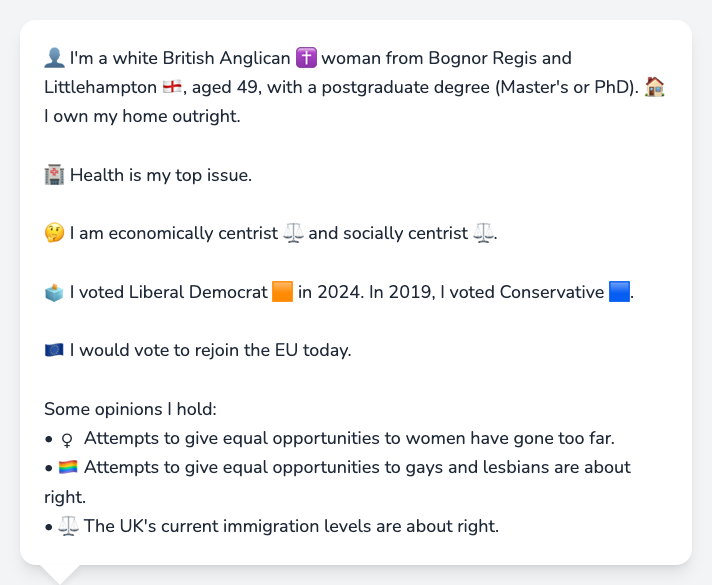 👤 I'm a white British Anglican ✝️ woman from Bognor Regis and
Littlehampton 🏴󠁧󠁢󠁥󠁮󠁧󠁿, aged 49, with a postgraduate degree (Master's or PhD). 🏠
I own my home outright.
🏥 Health is my top issue.
🤔 I am economically centrist ⚖️ and socially centrist ⚖️.
🗳️ I voted Liberal Democrat 🟧 in 2024. In 2019, I voted Conservative 🟦.
🇪🇺 I would vote to rejoin the EU today.
Some opinions I hold:
• ♀ Attempts to give equal opportunities to women have gone too far.
• 🏳️‍🌈 Attempts to give equal opportunities to gays and lesbians are about
right.
• ⚖️ The UK's current immigration levels are about right.